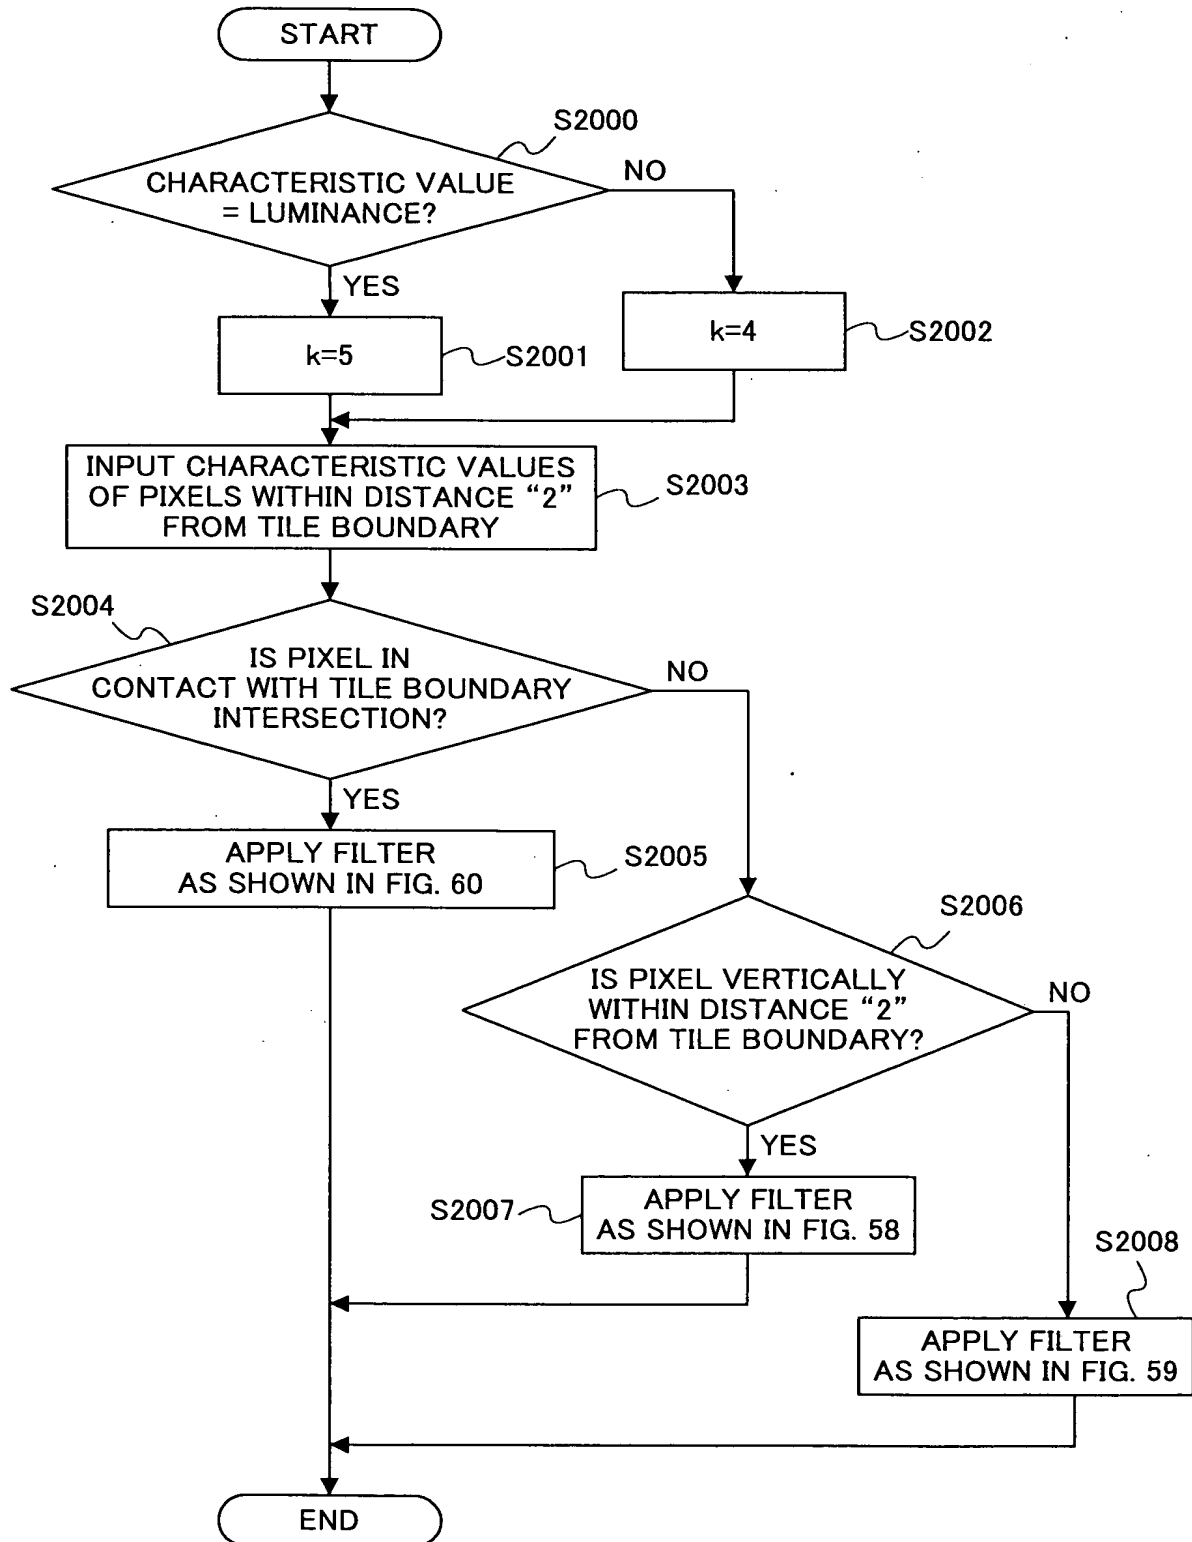 START
S2000
CHARACTERISTIC VALUE
= LUMINANCE?
NO
YES
k=5
S2001
k=4
S2002
INPUT CHARACTERISTIC VALUES
OF PIXELS WITHIN DISTANCE “2”
FROM TILE BOUNDARY
S2003
S2004
IS PIXEL IN
CONTACT WITH TILE BOUNDARY
INTERSECTION?
NO
YES
APPLY FILTER
AS SHOWN IN FIG. 60
S2005
S2006
IS PIXEL VERTICALLY
WITHIN DISTANCE “2”
FROM TILE BOUNDARY?
NO
YES
S2007
APPLY FILTER
AS SHOWN IN FIG. 58
S2008
APPLY FILTER
AS SHOWN IN FIG. 59
END